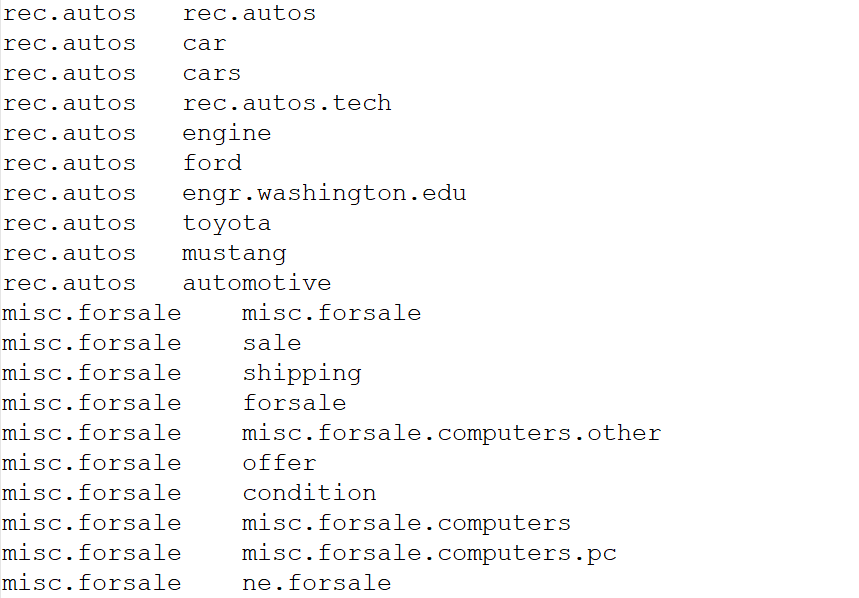 rec.autos rec.autos
rec.autos car
rec.autos cars
rec.autos rec.autos.tech
rec.autos engine
rec.autos ford
rec.autos engr.washington.edu
rec.autos toyota
rec.autos mustang
rec.autos automotive
misc.forsale misc.forsale
misc.forsale sale
misc.forsale shipping
misc.forsale forsale
misc.forsale misc.forsale.computers.other
misc.forsale offer
misc.forsale condition
misc.forsale misc.forsale.computers
misc.forsale misc.forsale.computers.pc
misc.forsale ne.forsale